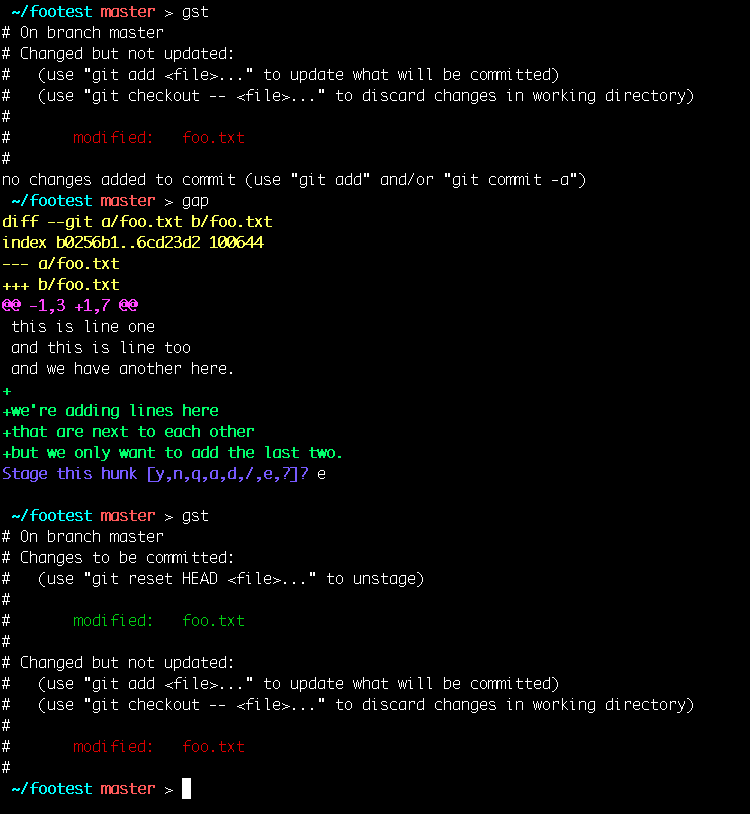 ~/footest master > gst
# On branch master
# Changed but not updated:
#   (use "git add <file>..." to update what will be committed)
#   (use "git checkout -- <file>..." to discard changes in working directory)
#
#       modified:   foo.txt
#
no changes added to commit (use "git add" and/or "git commit -a")
~/footest master > gap
diff --git a/foo.txt b/foo.txt
index b0256b1..6cd23d2 100644
--- a/foo.txt
+++ b/foo.txt
@@ -1,3 +1,7 @@
 this is line one
 and this is line too
 and we have another here.
+
+we're adding lines here
+that are next to each other
+but we only want to add the last two.
Stage this hunk [y,n,q,a,d,/,e,?]? e
~/footest master > gst
# On branch master
# Changes to be committed:
#   (use "git reset HEAD <file>..." to unstage)
#
#       modified:   foo.txt
#
# Changed but not updated:
#   (use "git add <file>..." to update what will be committed)
#   (use "git checkout -- <file>..." to discard changes in working directory)
#
#       modified:   foo.txt
#
~/footest master >